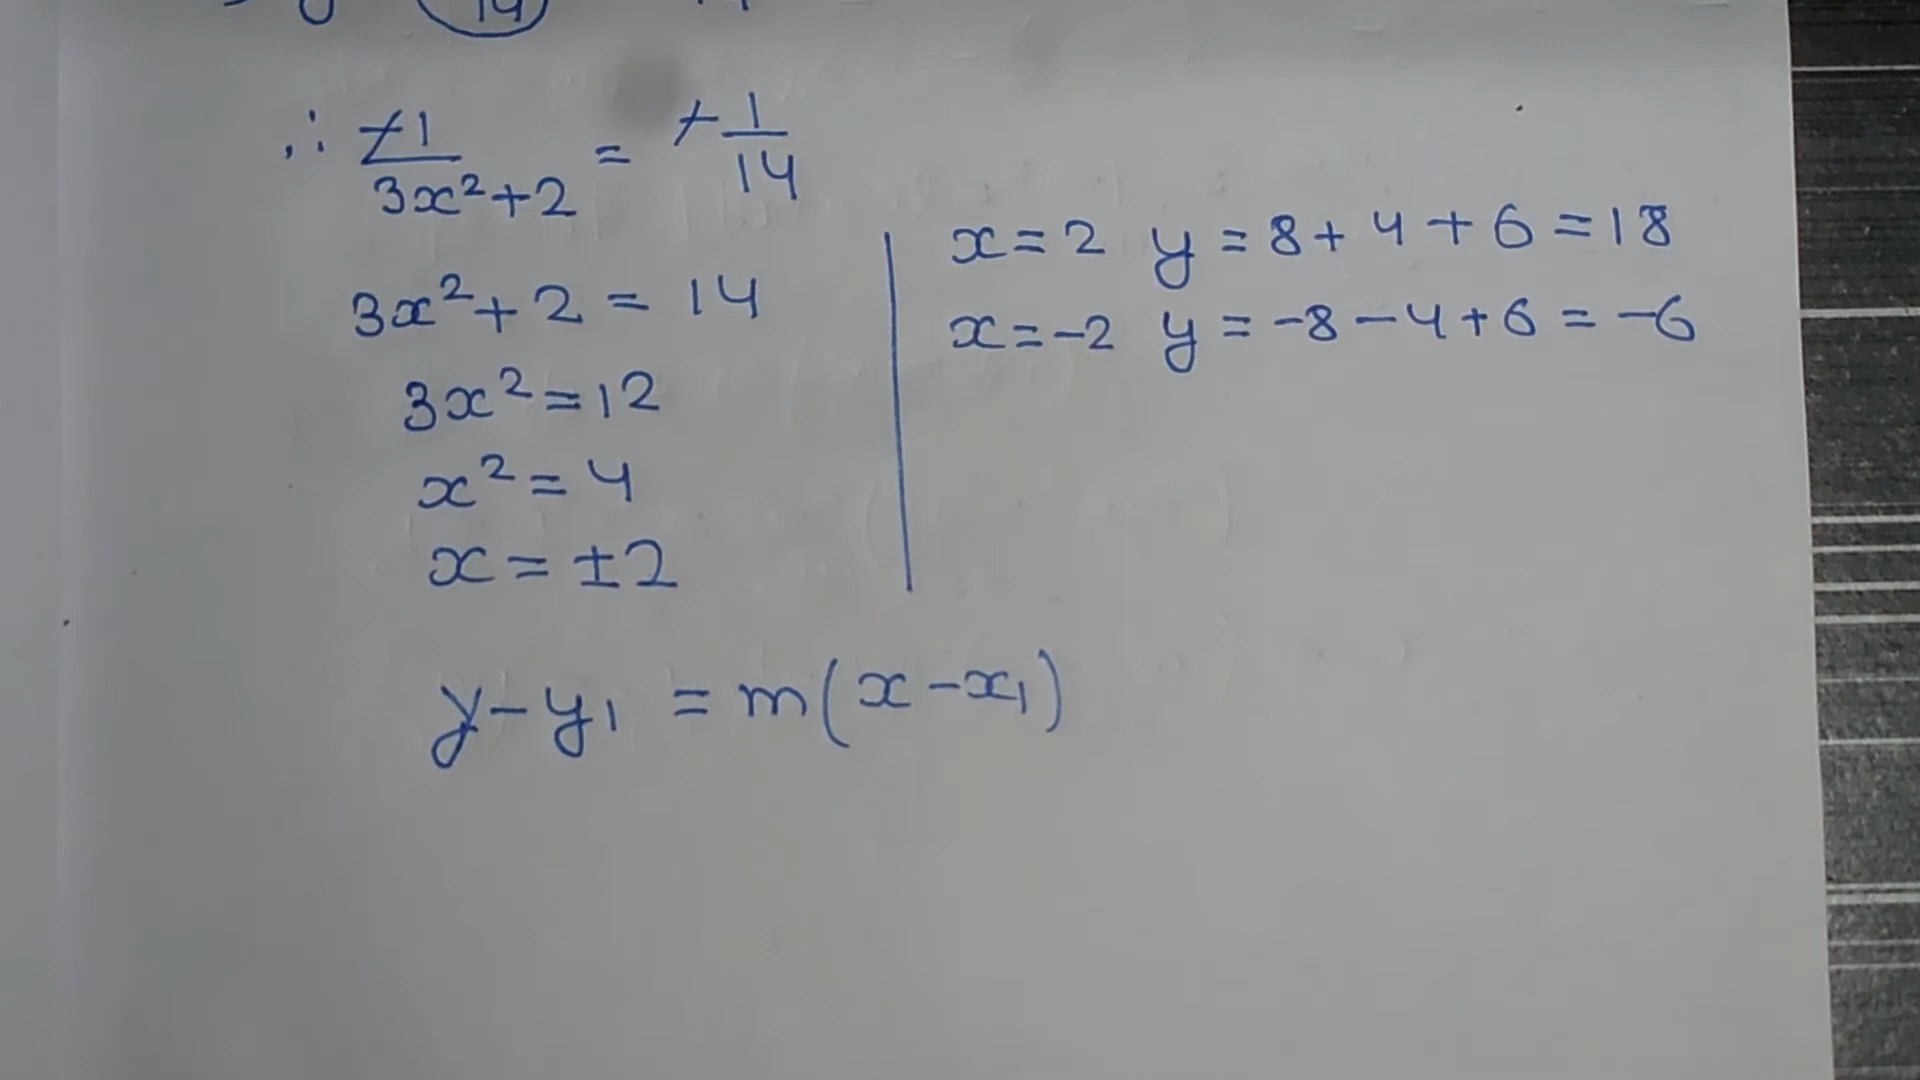 14
∴ -1/(3x²+2) = -1/14
3x²+2 = 14
3x² = 12
x² = 4
x = ±2
x = 2 y = 8 + 4 + 6 = 18
x = -2 y = -8 - 4 + 6 = -6
y - y₁ = m(x - x₁)